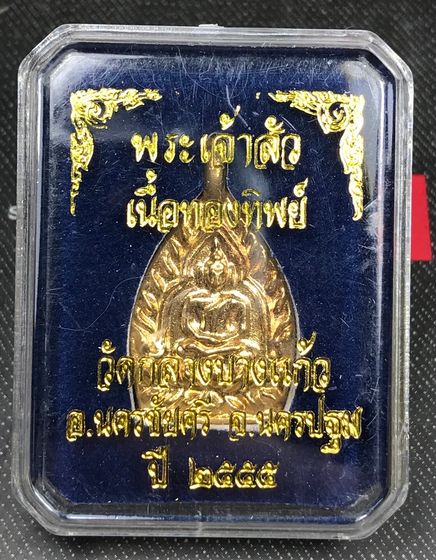 พระเจ้าสัว
เนื้อทองทิพย์
วัดกลางบางแก้ว
อ.นครชัยศรี จ.นครปฐม
ปี ๒๕๕๕